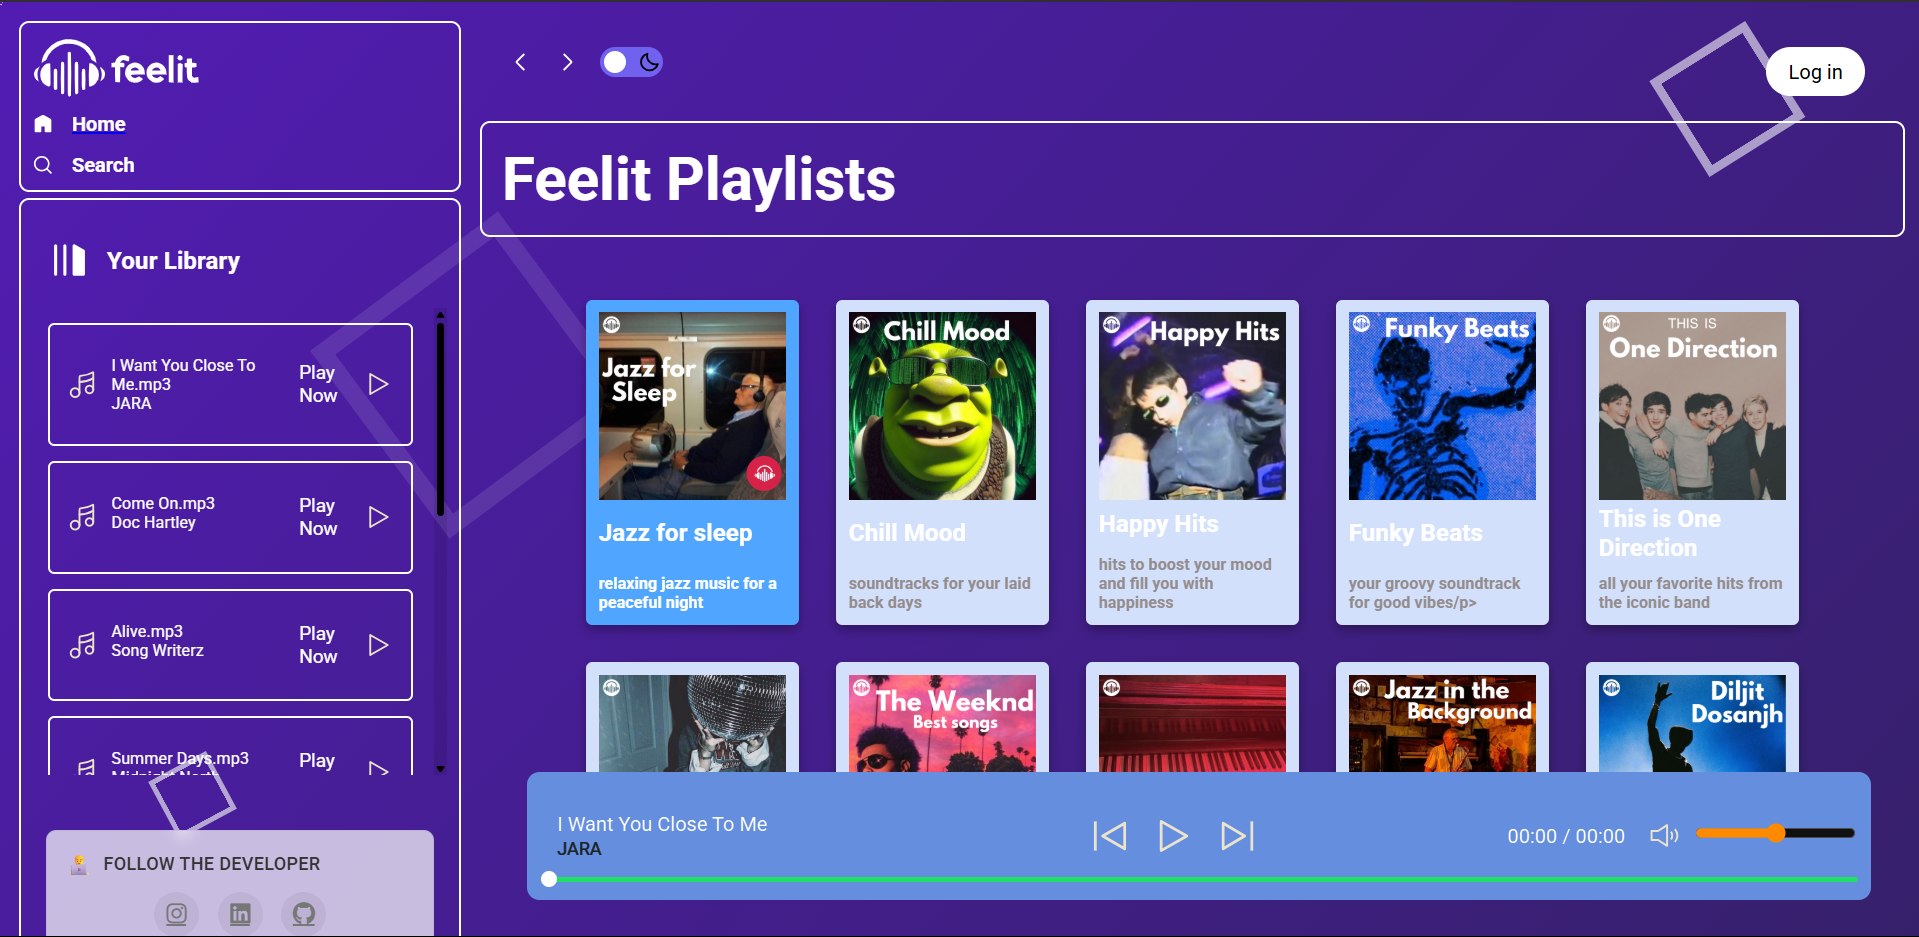 feelit
Home
Search
Your Library
I Want You Close To
Me.mp3
JARA
Play
Now
Come On.mp3
Doc Hartley
Play
Now
Alive.mp3
Song Writerz
Play
Now
Summer Days.mp3
Play
FOLLOW THE DEVELOPER
Log in
Feelit Playlists
Jazz for
Sleep
Jazz for sleep
relaxing jazz music for a
peaceful night
Chill Mood
Chill Mood
soundtracks for your laid
back days
Happy Hits
Happy Hits
hits to boost your mood
and fill you with
happiness
Funky Beats
Funky Beats
your groovy soundtrack
for good vibes/p>
THIS IS
One Direction
This is One
Direction
all your favorite hits from
the iconic band
The Weeknd
Best songs
Jazz in the
Background
Diljit
Dosanjh
I Want You Close To Me
JARA
00:00 / 00:00